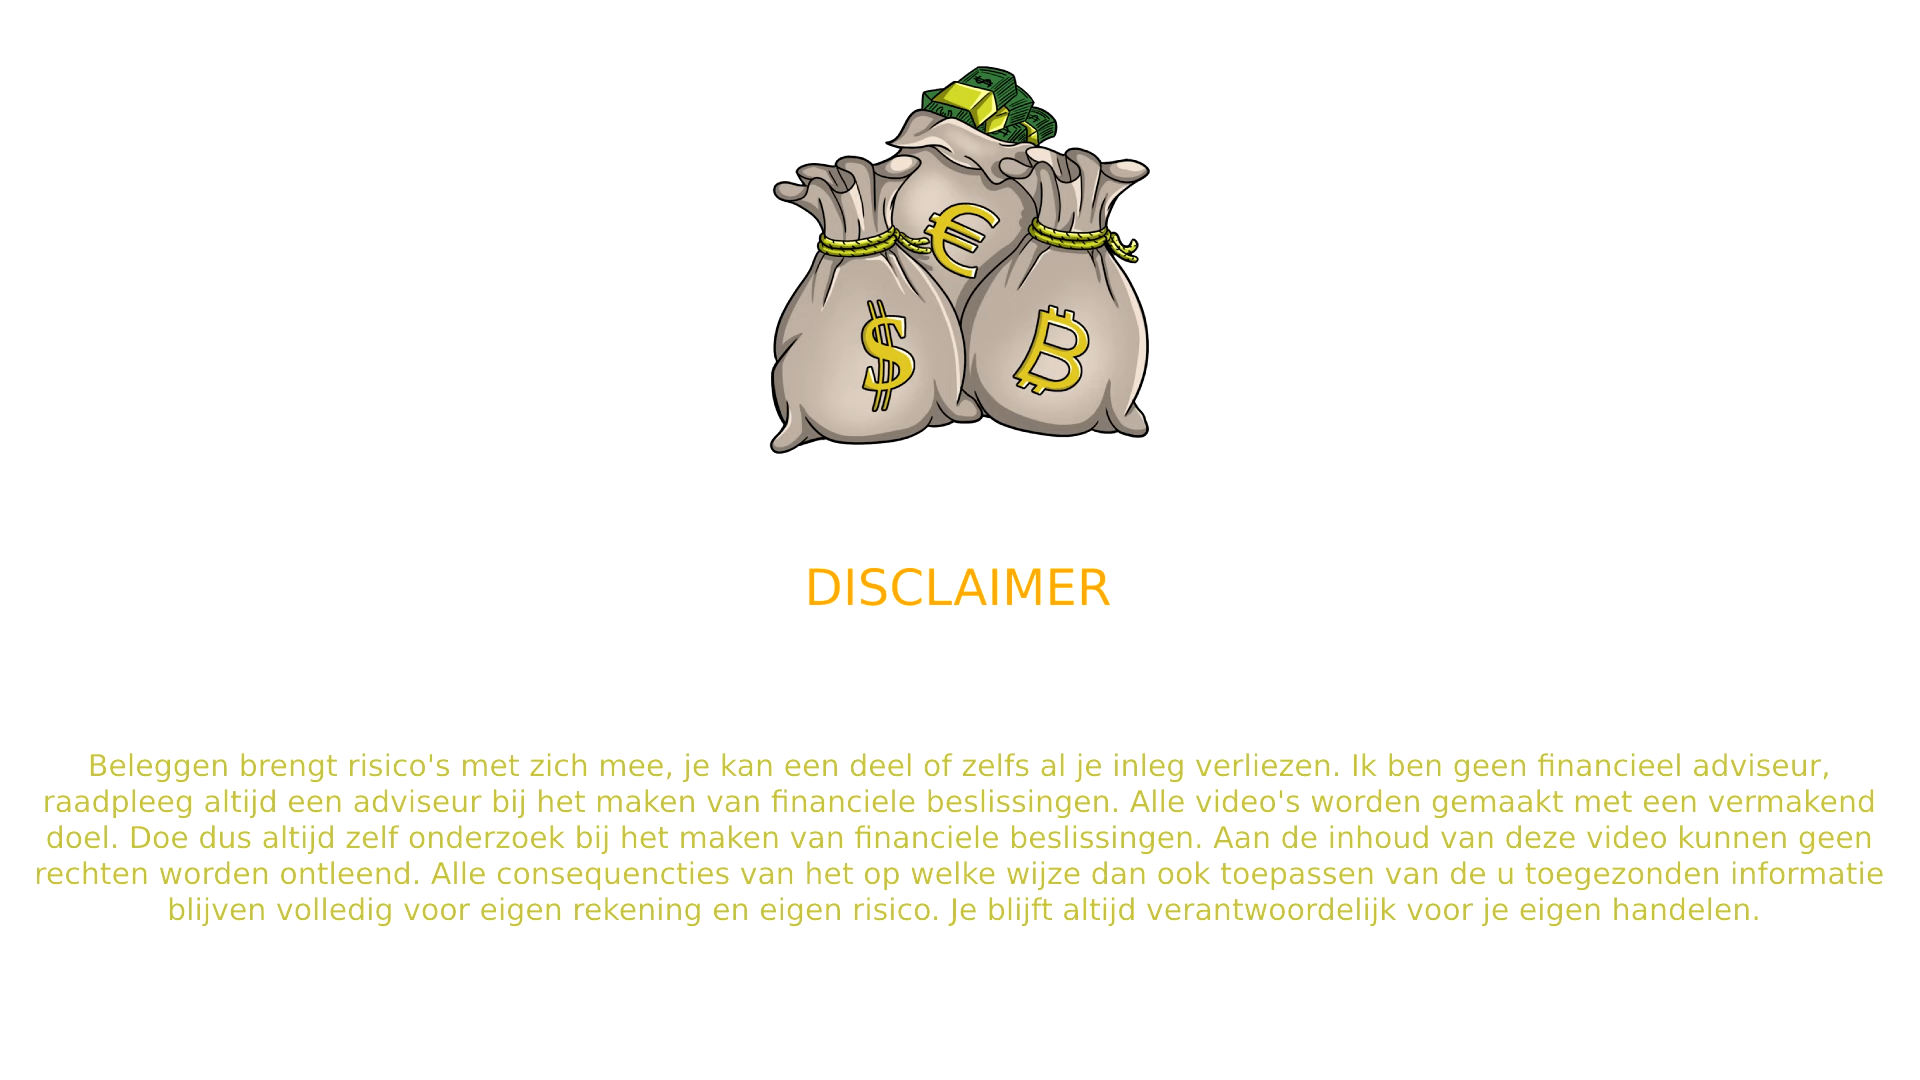 €
$
₿
DISCLAIMER
Beleggen brengt risico's met zich mee, je kan een deel of zelfs al je inleg verliezen. Ik ben geen financieel adviseur,
raadpleeg altijd een adviseur bij het maken van financiele beslissingen. Alle video's worden gemaakt met een vermakend
doel. Doe dus altijd zelf onderzoek bij het maken van financiele beslissingen. Aan de inhoud van deze video kunnen geen
rechten worden ontleend. Alle consequencties van het op welke wijze dan ook toepassen van de u toegezonden informatie
blijven volledig voor eigen rekening en eigen risico. Je blijft altijd verantwoordelijk voor je eigen handelen.